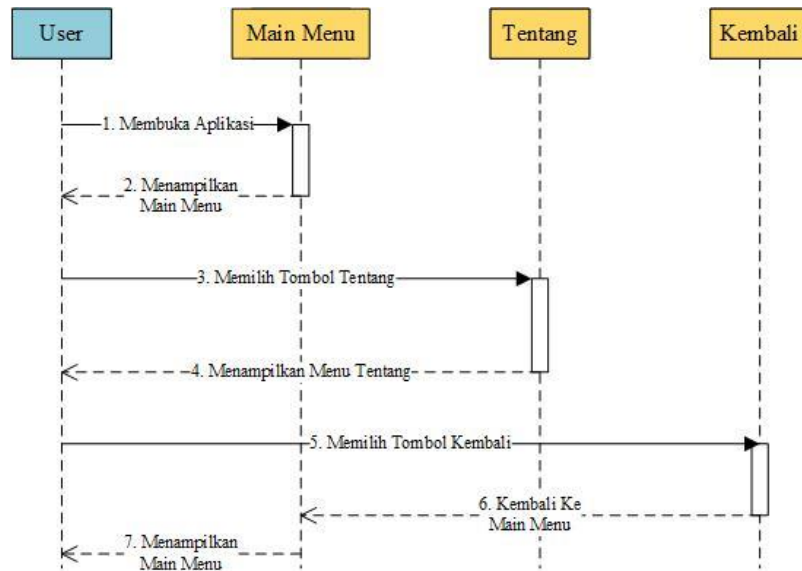 User
Main Menu
Tentang
Kembali
1. Membuka Aplikasi
2. Menampilkan
Main Menu
3. Memilih Tombol Tentang
4. Menampilkan Menu Tentang
5. Memilih Tombol Kembali
6. Kembali Ke
Main Menu
7. Menampilkan
Main Menu